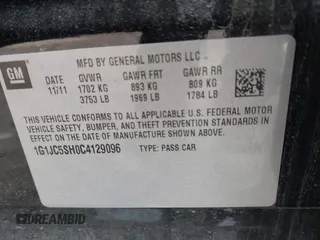 MFD BY GENERAL MOTORS LLC
GM
11/11 GVWR GAWR FRT GAWR RR
1702 KG 893 KG 809 KG
3753 LB 1969 LB 1784 LB
THIS VEHICLE CONFORMS TO ALL APPLICABLE U.S. FEDERAL MOTOR
VEHICLE SAFETY, BUMPER, AND THEFT PREVENTION STANDARDS IN
EFFECT ON THE DATE OF MANUFACTURE SHOWN ABOVE.
1G1JC5SH0C4129096 TYPE: PASS CAR
CREATED BY
DREAMBID